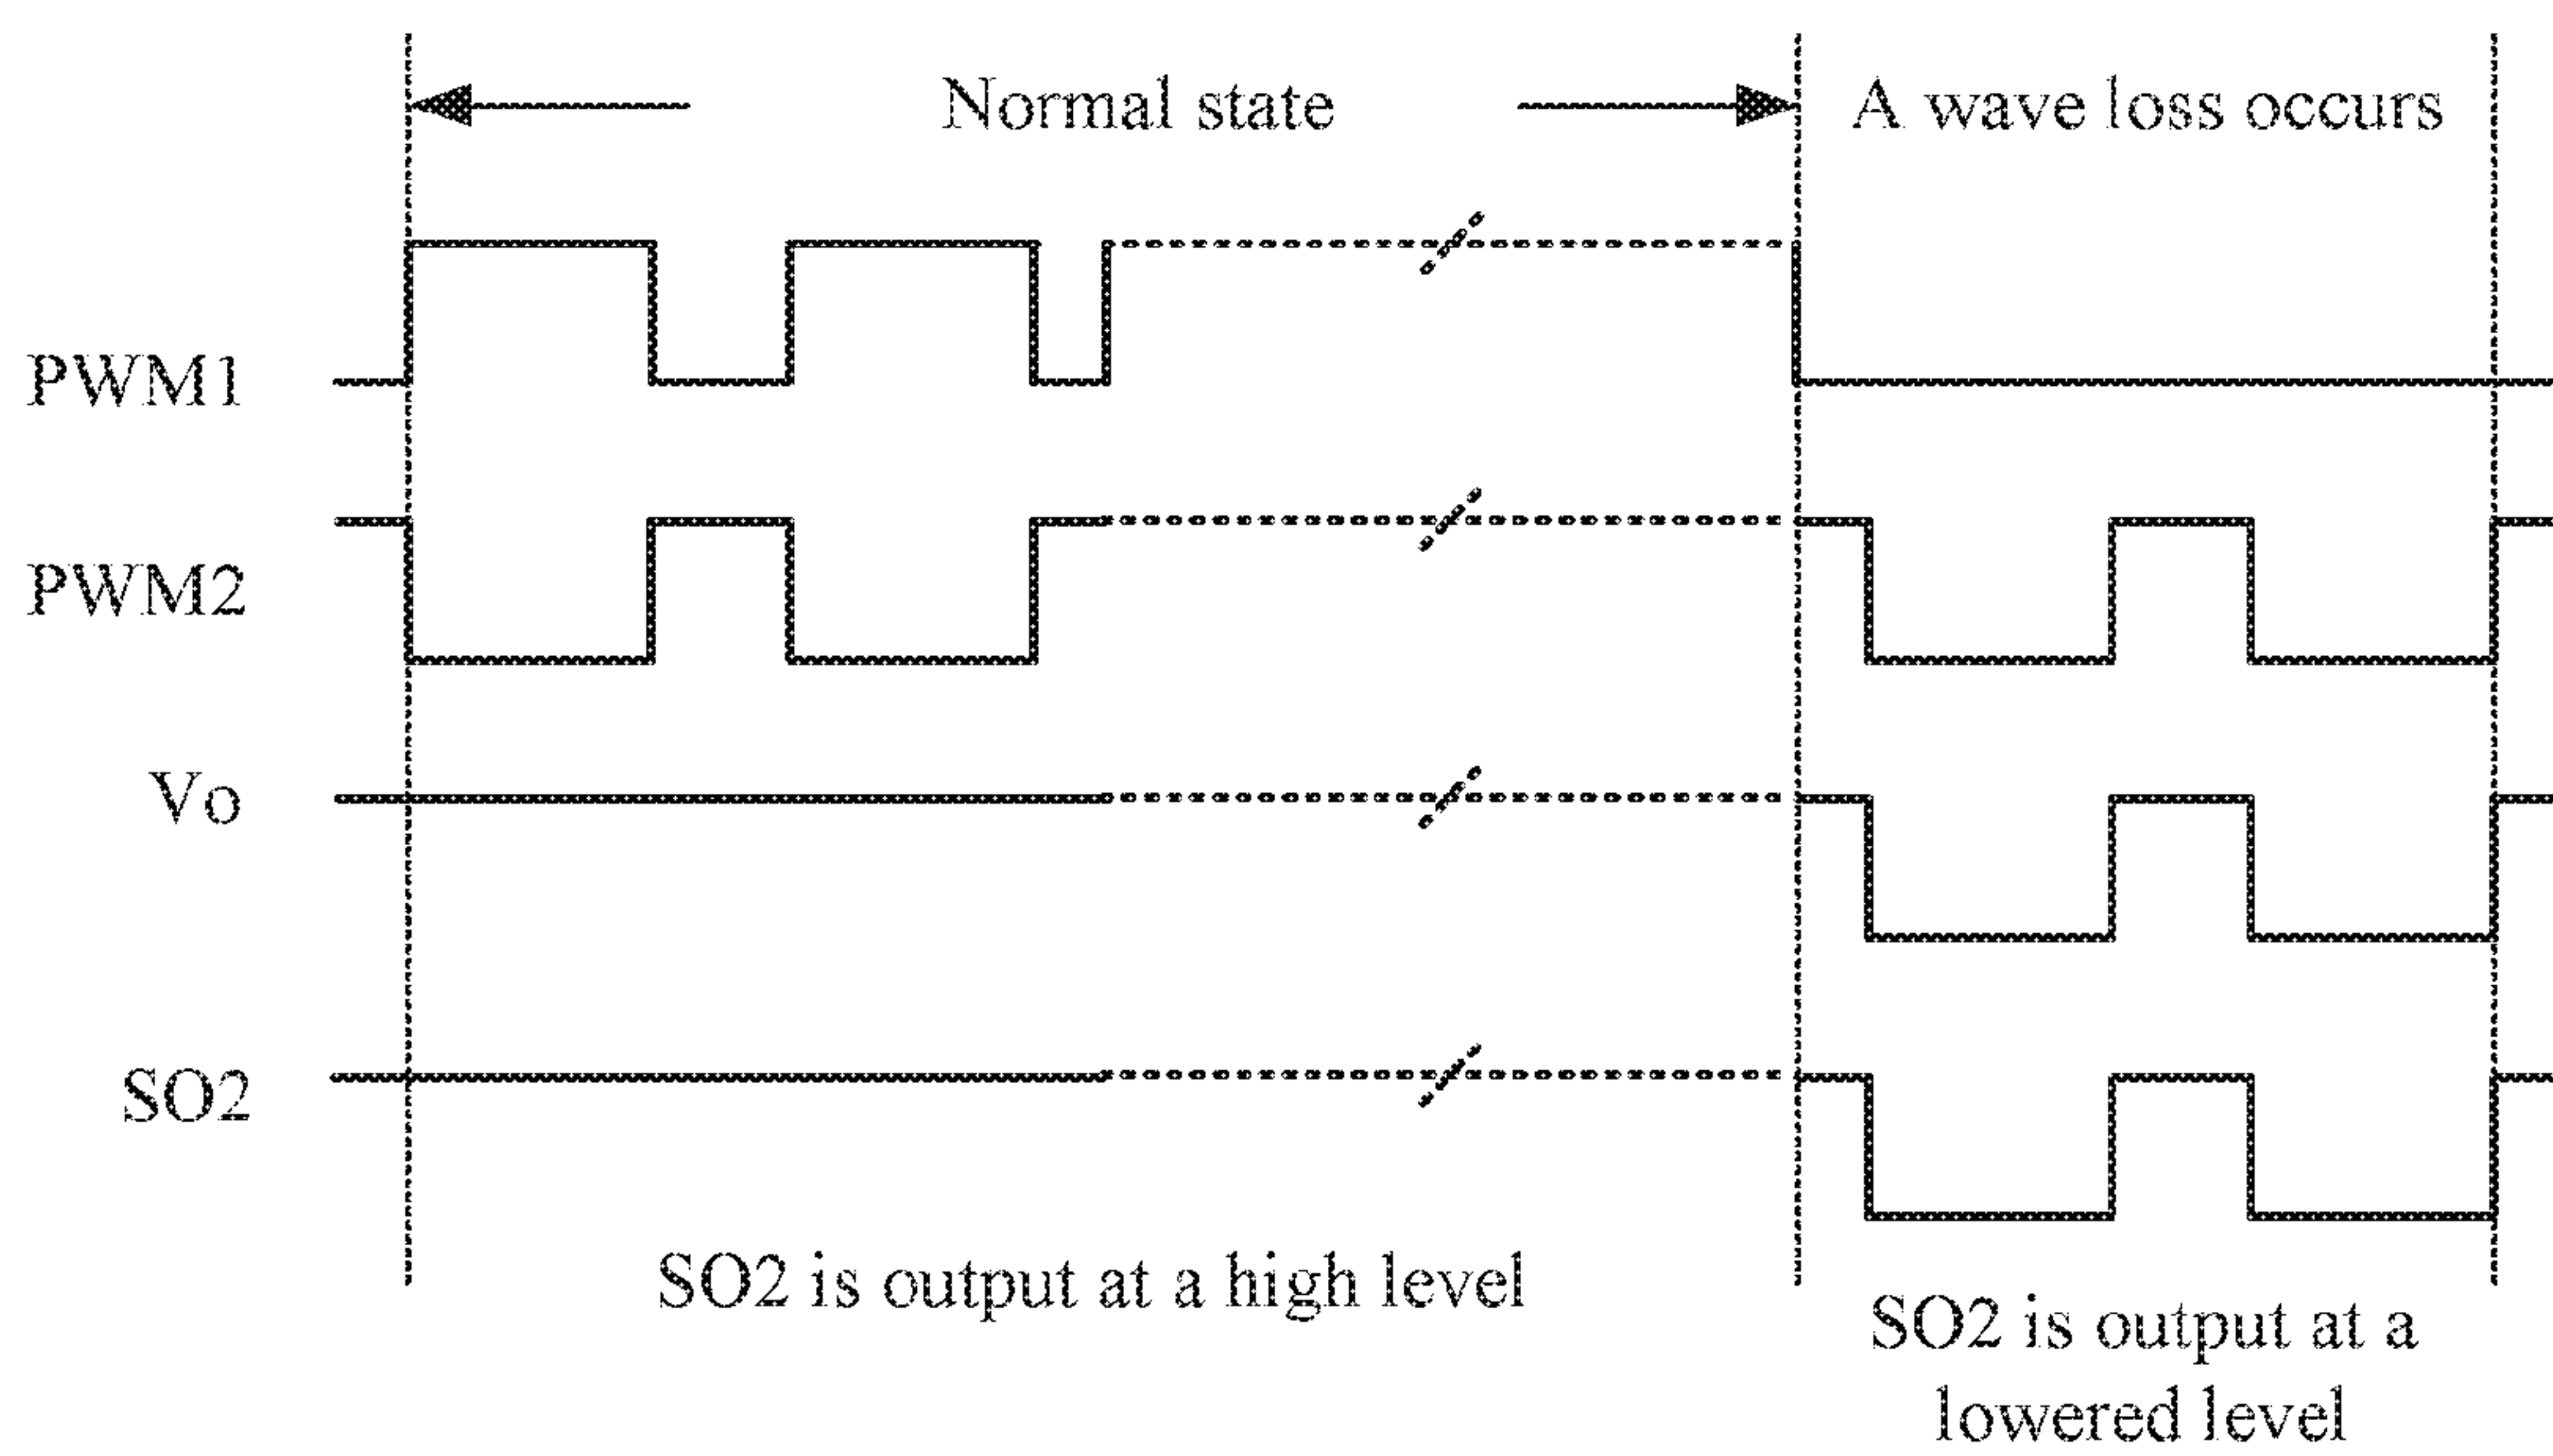 Normal state
A wave loss occurs
PWM1
PWM2
Vo
SO2
SO2 is output at a high level
SO2 is output at a
lowered level